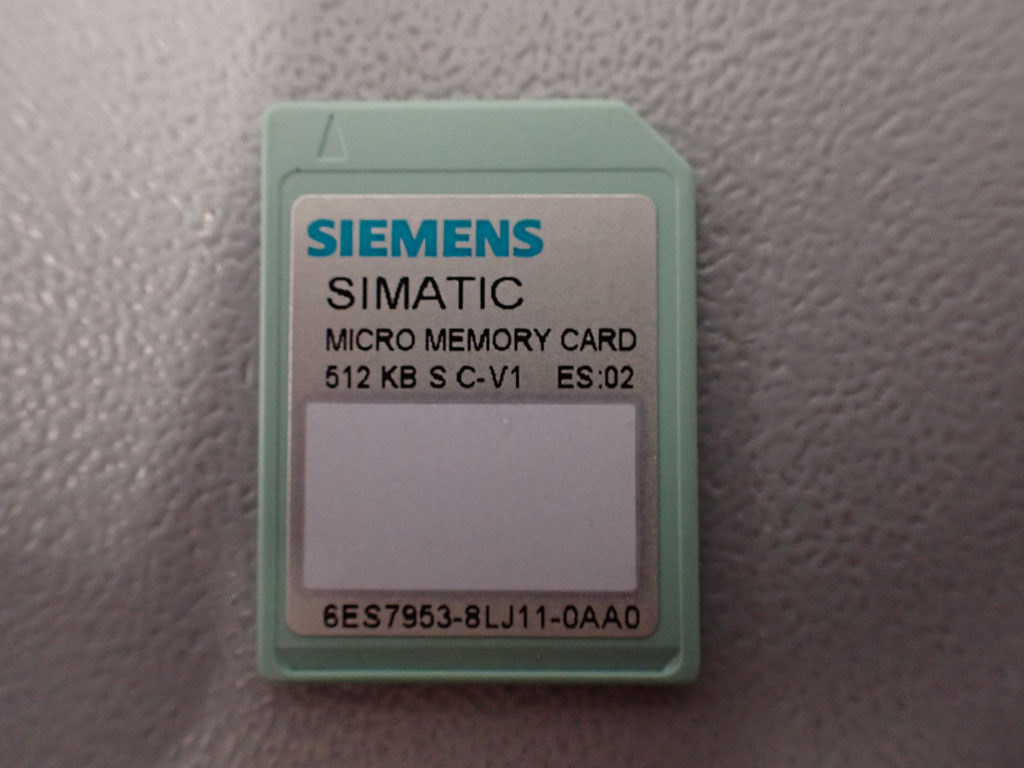 SIEMENS
SIMATIC
MICRO MEMORY CARD
512 KB S C-V1 ES:02
6ES7953-8LJ11-0AA0